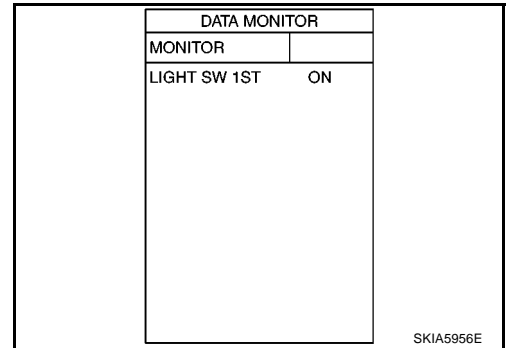 DATA MONITOR
MONITOR
LIGHT SW 1ST ON
SKIA5956E